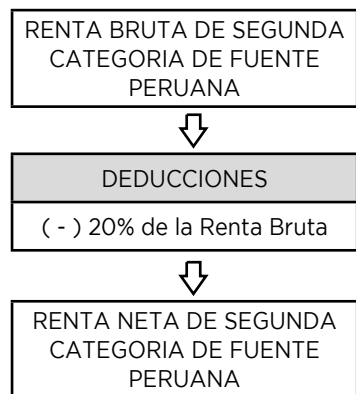 RENTA BRUTA DE SEGUNDA
CATEGORIA DE FUENTE
PERUANA
DEDUCCIONES
( - ) 20% de la Renta Bruta
RENTA NETA DE SEGUNDA
CATEGORIA DE FUENTE
PERUANA